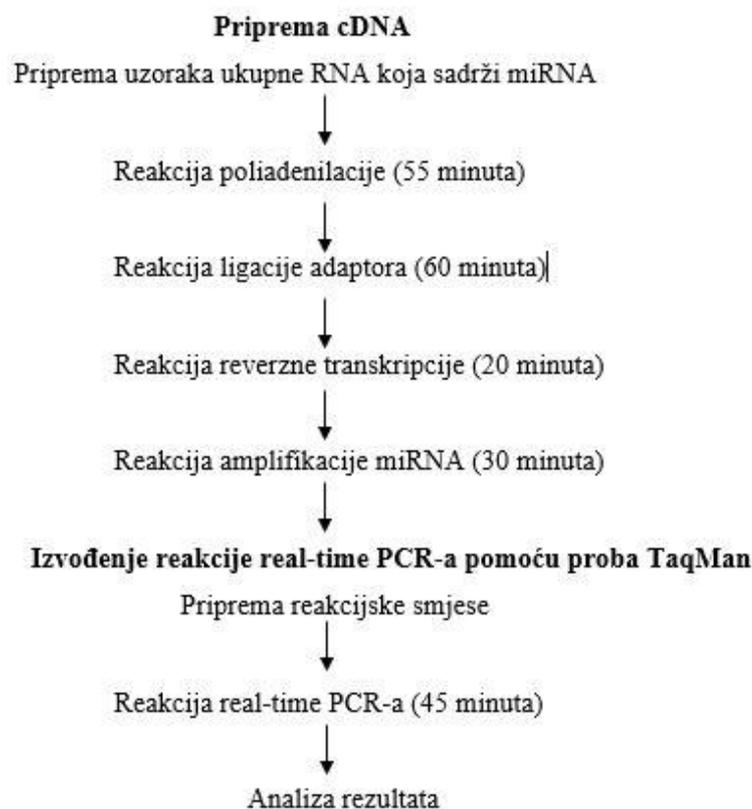 Priprema cDNA
Priprema uzoraka ukupne RNA koja sadrži miRNA
Reakcija poliadenilacije (55 minuta)
Reakcija ligacije adaptora (60 minuta)
Reakcija reverzne transkripcije (20 minuta)
Reakcija amplifikacije miRNA (30 minuta)
Izvođenje reakcije real-time PCR-a pomoću proba TaqMan
Priprema reakcijske smjese
Reakcija real-time PCR-a (45 minuta)
Analiza rezultata